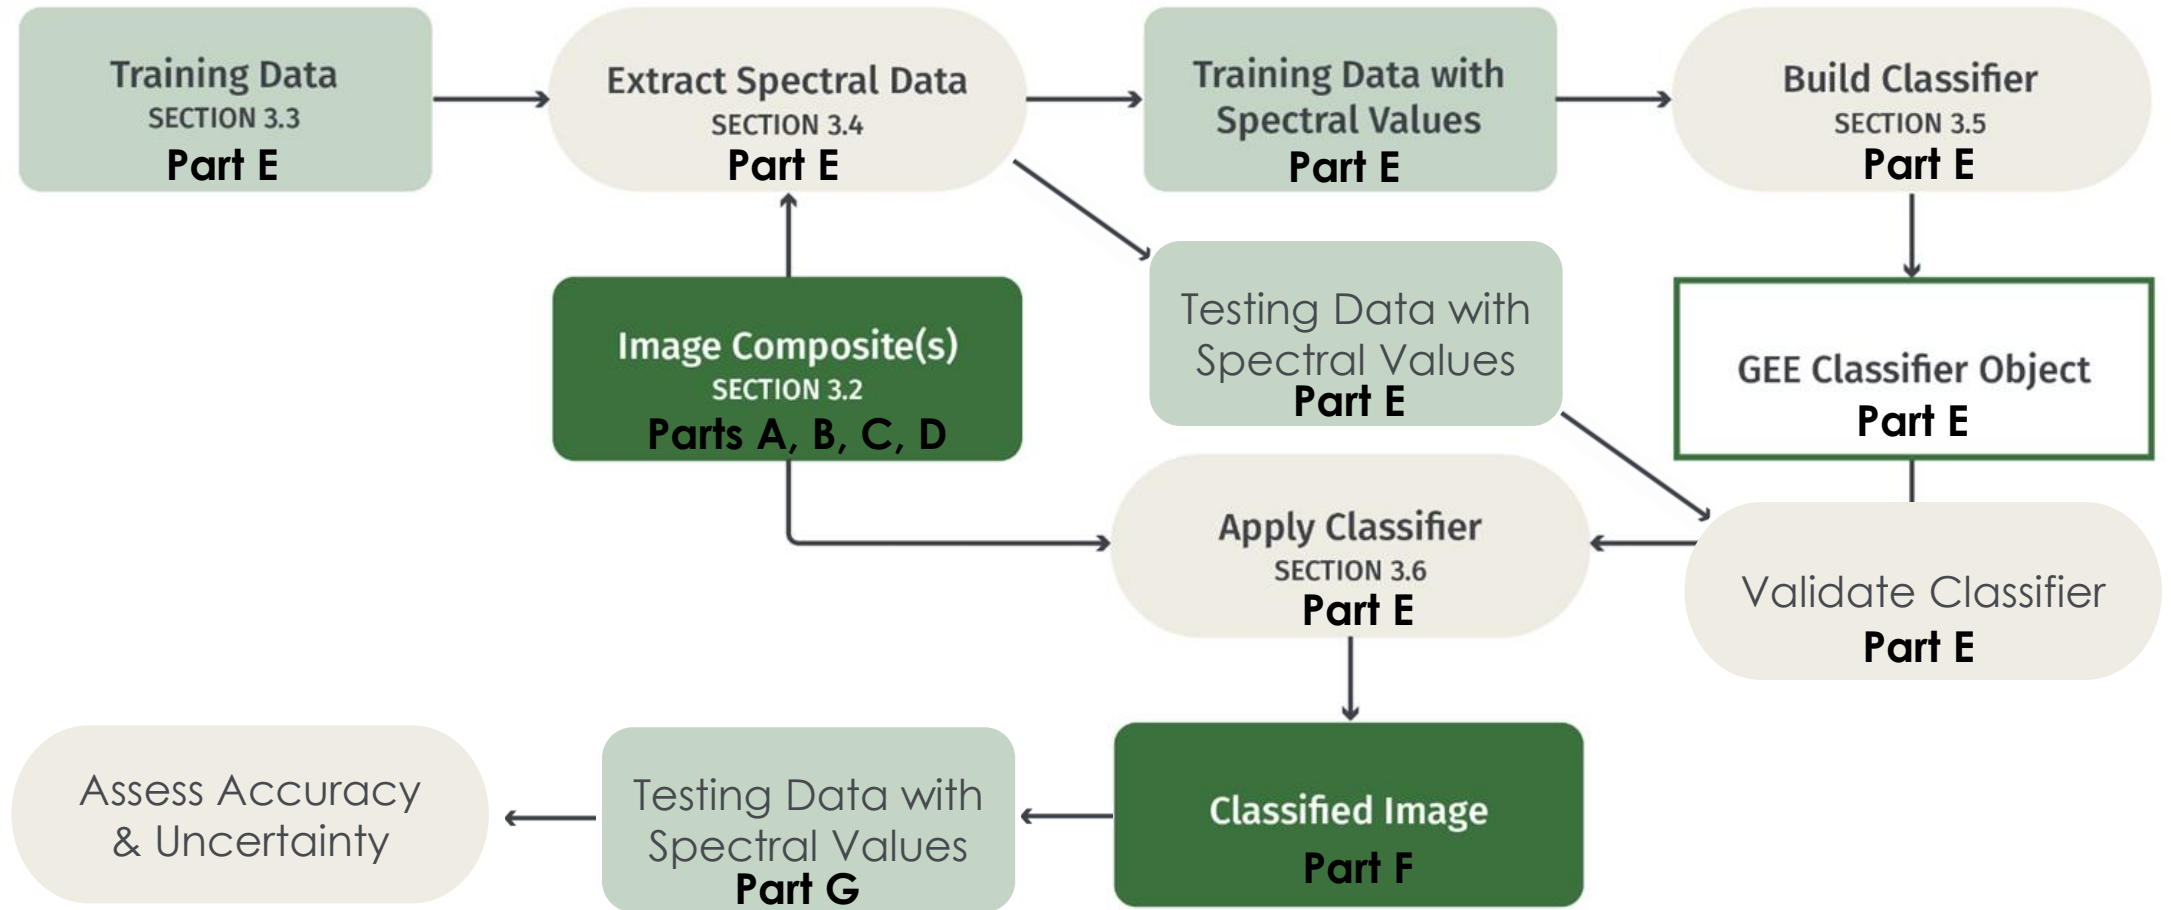 Training Data
SECTION 3.3
Part E
Extract Spectral Data
SECTION 3.4
Part E
Training Data with
Spectral Values
Part E
Build Classifier
SECTION 3.5
Part E
Image Composite(s)
SECTION 3.2
Parts A, B, C, D
Testing Data with
Spectral Values
Part E
GEE Classifier Object
Part E
Apply Classifier
SECTION 3.6
Part E
Validate Classifier
Part E
Assess Accuracy
& Uncertainty
Testing Data with
Spectral Values
Part G
Classified Image
Part F